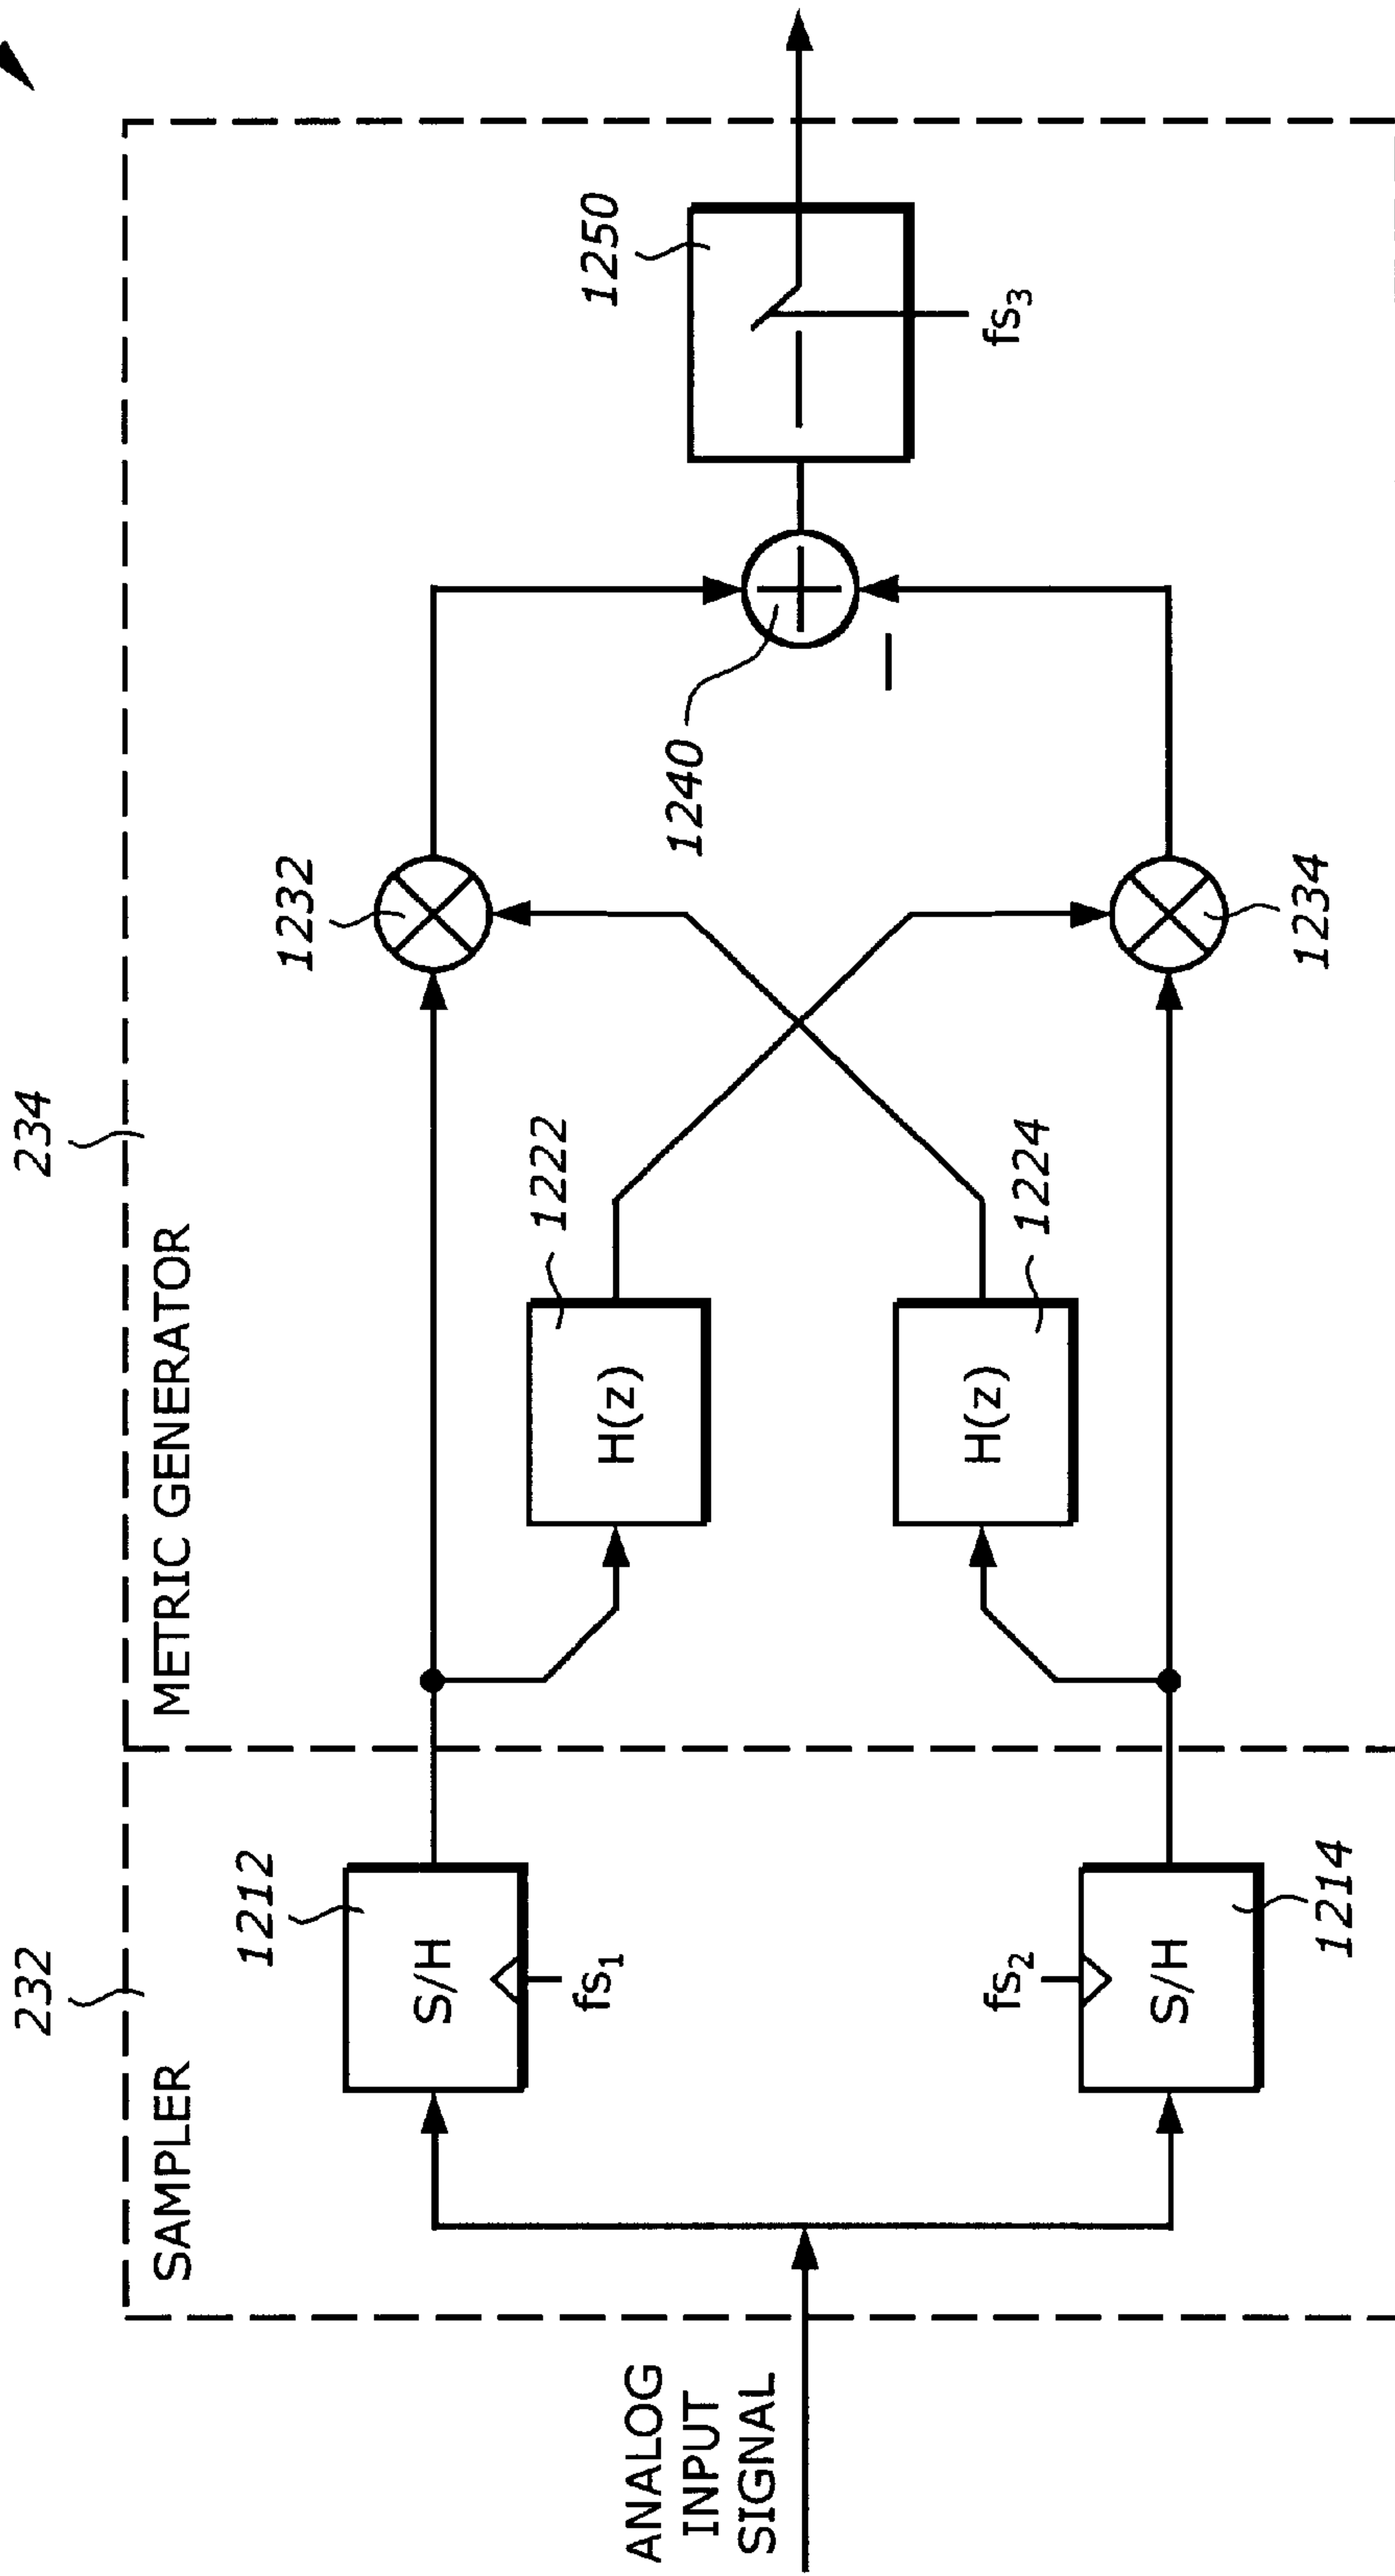 232
234
SAMPLER
METRIC GENERATOR
1212
S/H
fs₁
1232
1222
H(z)
1250
fs₃
1240
—
ANALOG
INPUT
SIGNAL
fs₂
S/H
1214
H(z)
1224
1234